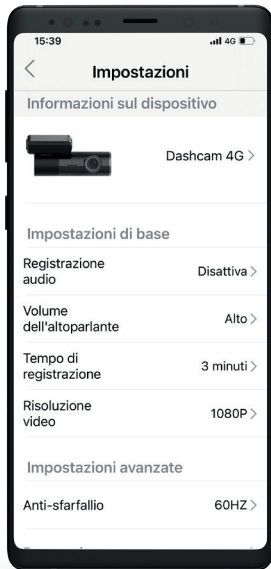 15:39
4G
Impostazioni
Informazioni sul dispositivo
Dashcam 4G
Impostazioni di base
Registrazione
audio
Disattiva
Volume
dell'altoparlante
Alto
Tempo di
registrazione
3 minuti
Risoluzione
video
1080P
Impostazioni avanzate
Anti-sfarfallio
60HZ